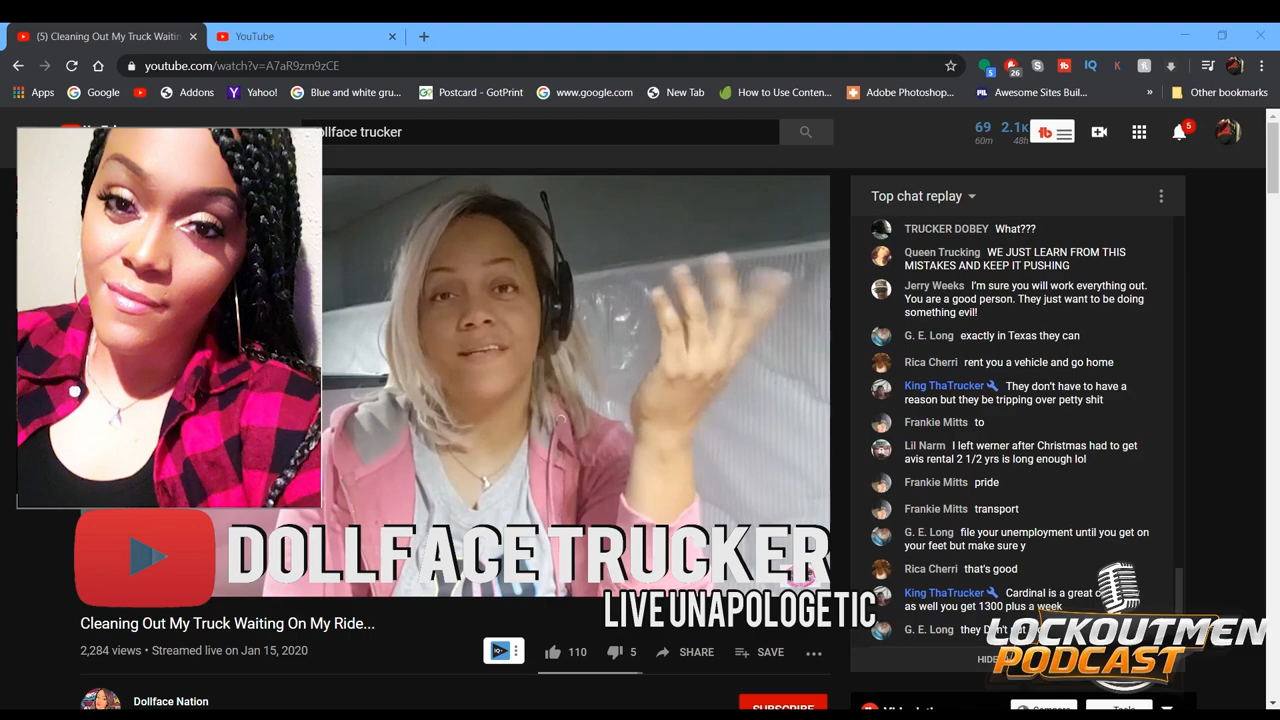 (5) Cleaning Out My Truck Waitin
YouTube
youtube.com/watch?v=A7aR9zm9zCE
5
26
IQ
K
Apps
Google
Addons
Yahoo!
Blue and white gru...
Postcard - GotPrint
www.google.com
New Tab
How to Use Conten...
Adobe Photoshop...
Awesome Sites Buil...
»
Other bookmarks
ollface trucker
69
60m
2.1K
48h
5
Top chat replay
TRUCKER DOBEY What???
Queen Trucking WE JUST LEARN FROM THIS
MISTAKES AND KEEP IT PUSHING
Jerry Weeks I'm sure you will work everything out.
You are a good person. They just want to be doing
something evil!
G. E. Long exactly in Texas they can
Rica Cherri rent you a vehicle and go home
King ThaTrucker They don't have to have a
reason but they be tripping over petty shit
Frankie Mitts to
Lil Narm I left werner after Christmas had to get
avis rental 2 1/2 yrs is long enough lol
Frankie Mitts pride
Frankie Mitts transport
G. E. Long file your unemployment until you get on
your feet but make sure y
Rica Cherri that's good
King ThaTrucker Cardinal is a great
as well you get 1300 plus a week
G. E. Long they
DOLLFACE TRUCKER
LIVE UNAPOLOGETIC
LOCKOUTMEN
PODCAST
Cleaning Out My Truck Waiting On My Ride...
2,284 views • Streamed live on Jan 15, 2020
110
5
SHARE
SAVE
Dollface Nation
SUBSCRIBE